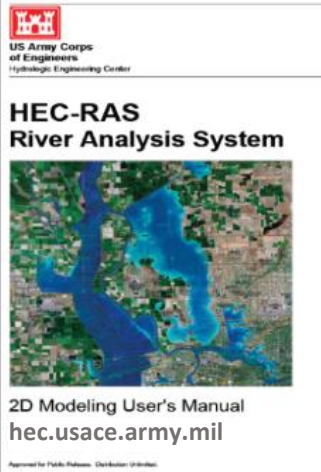 US Army Corps
of Engineers
Hydrologic Engineering Center
HEC-RAS
River Analysis System
2D Modeling User's Manual
hec.usace.army.mil
Approved for Public Release. Distribution Unlimited.